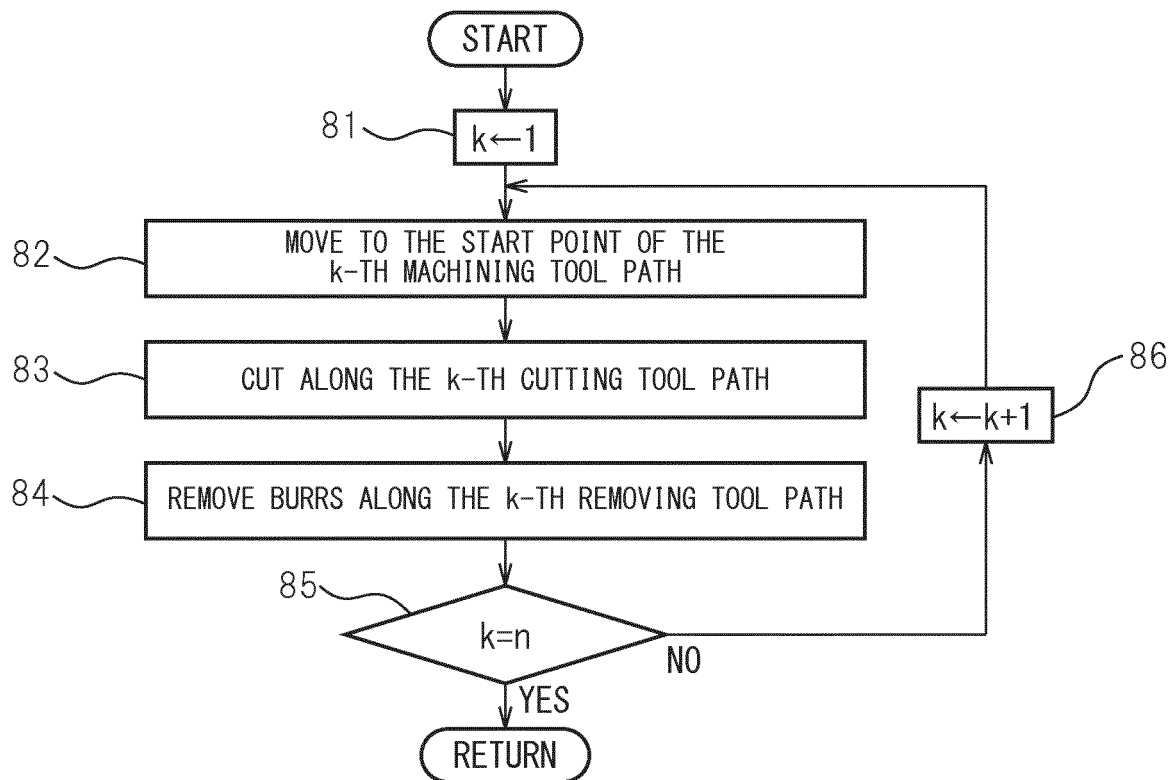 START
81
k←1
82
MOVE TO THE START POINT OF THE
k-TH MACHINING TOOL PATH
83
CUT ALONG THE k-TH CUTTING TOOL PATH
86
k←k+1
84
REMOVE BURRS ALONG THE k-TH REMOVING TOOL PATH
85
k=n
NO
YES
RETURN